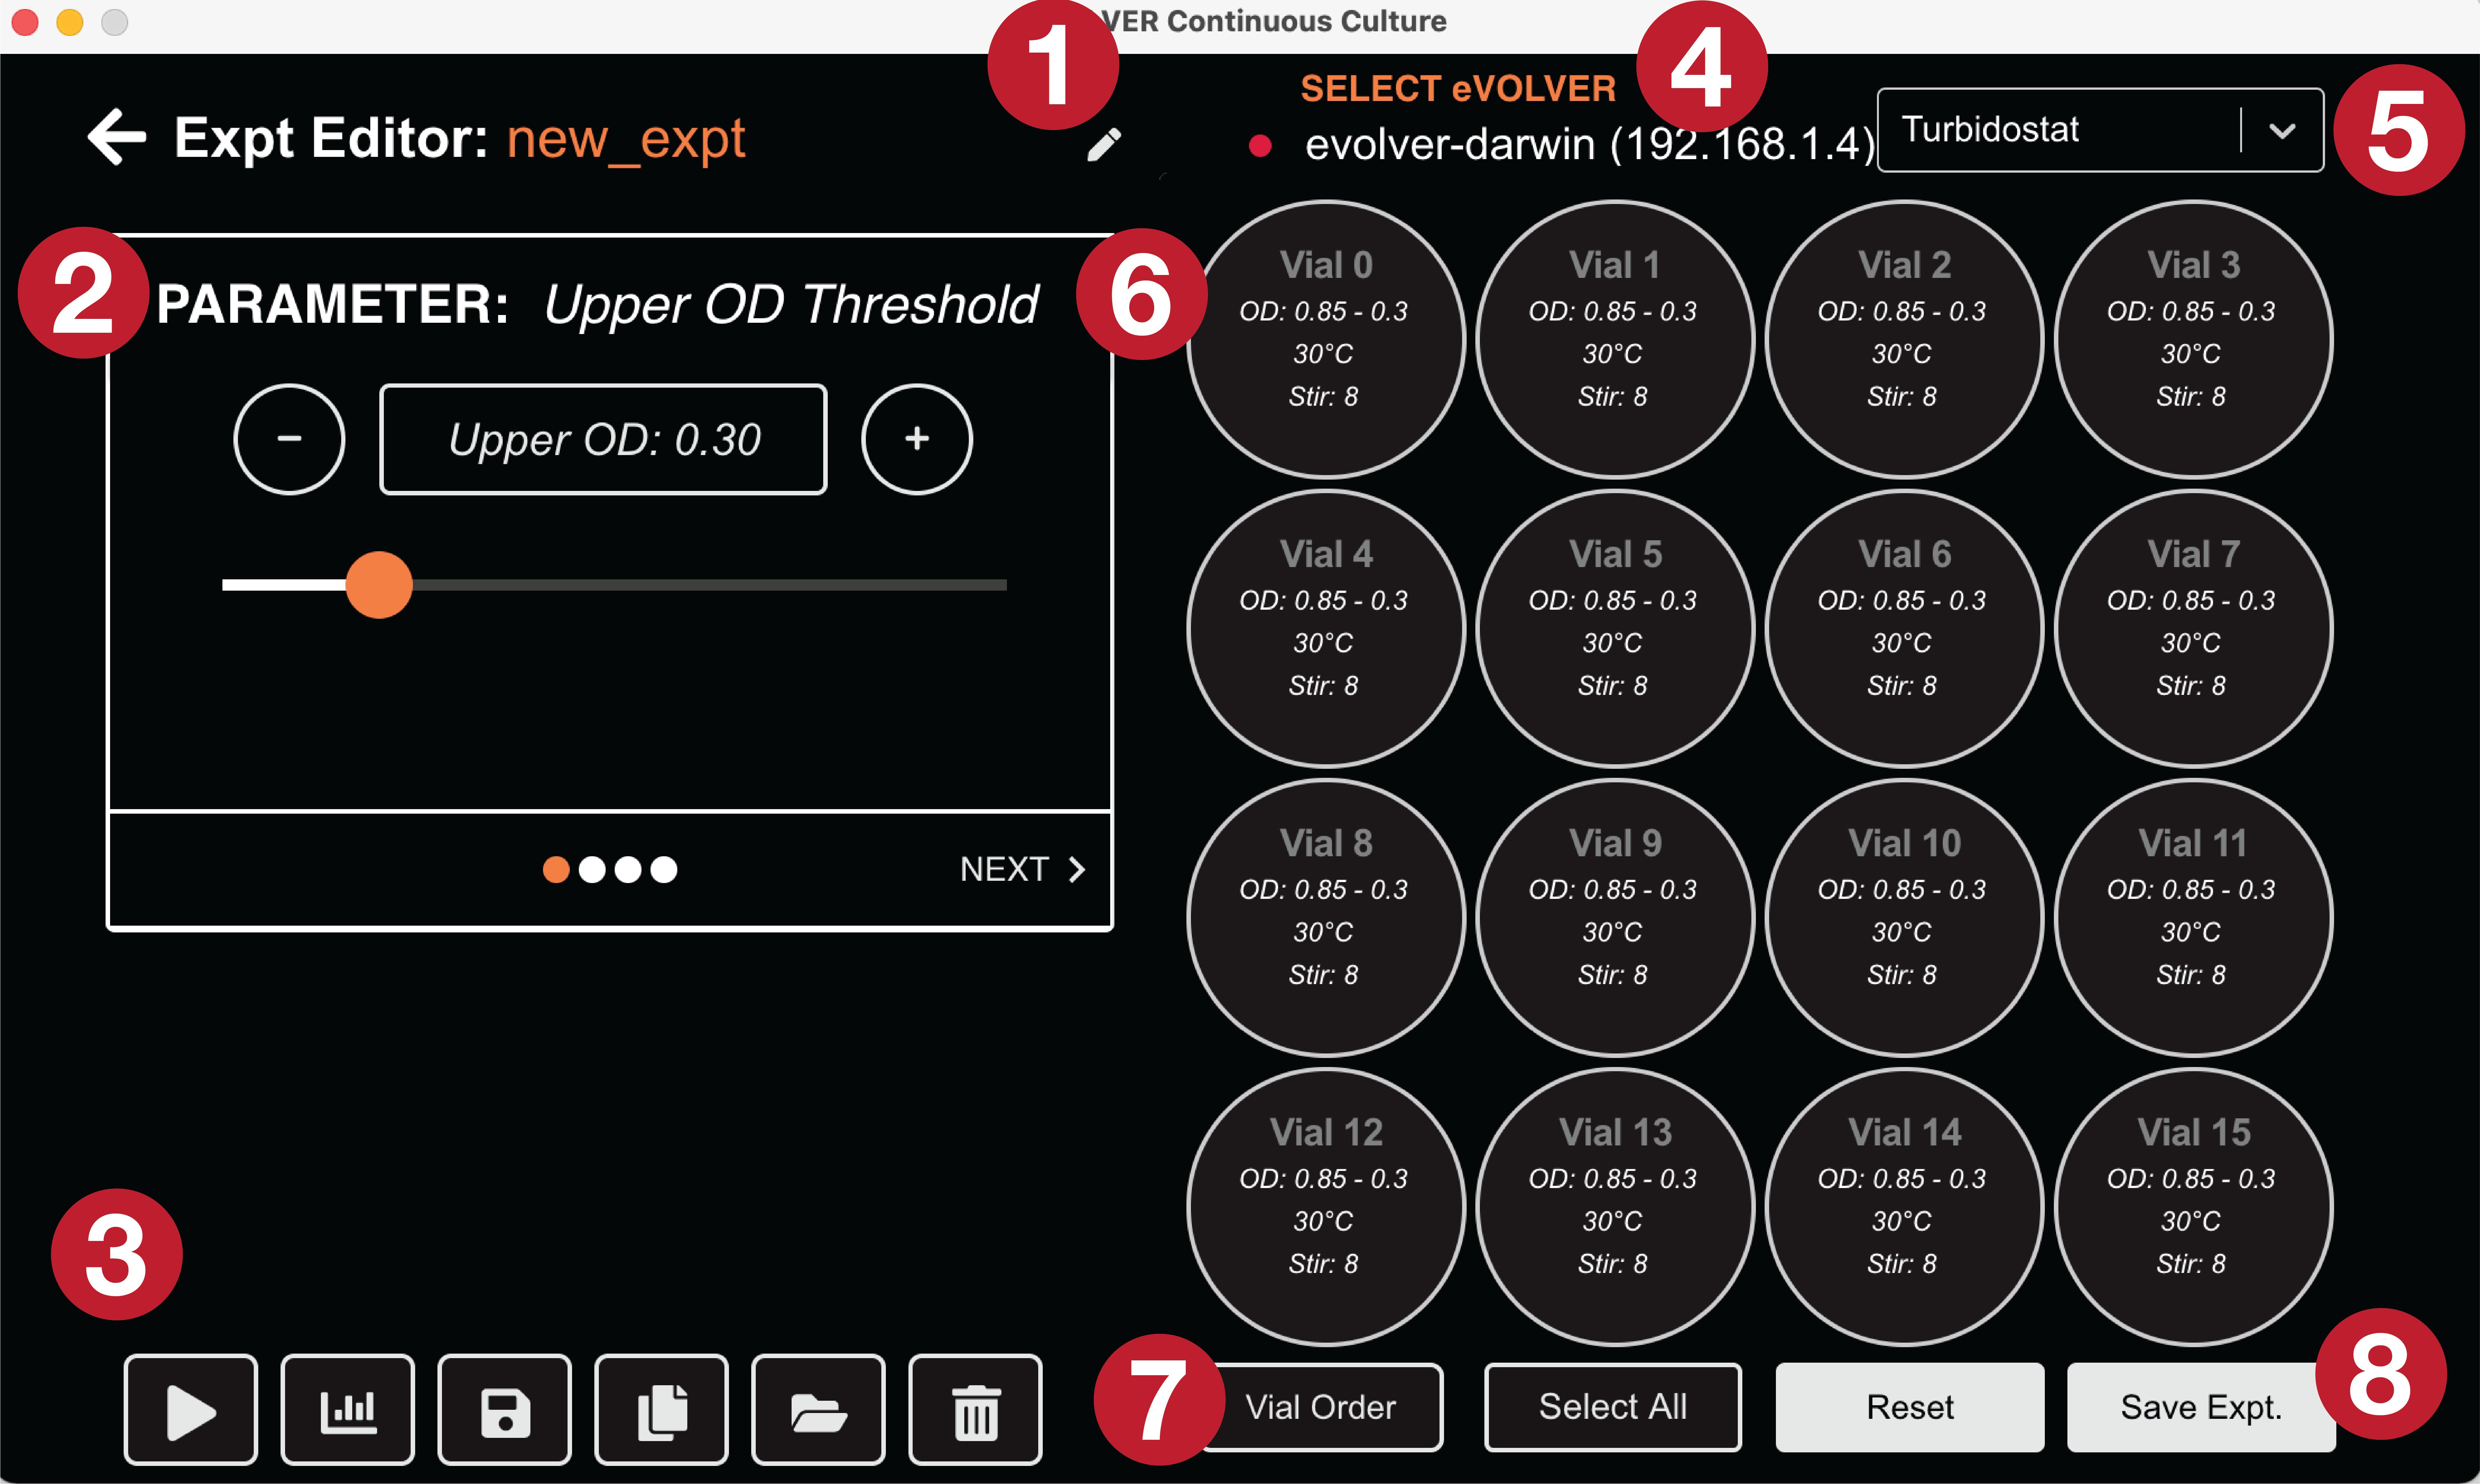 VER Continuous Culture
1
4
SELECT eVOLVER
5
Expt Editor: new_expt
evolver-darwin (192.168.1.4)
Turbidostat
2
PARAMETER: Upper OD Threshold
−
Upper OD: 0.30
+
NEXT
3
6
Vial 0
OD: 0.85 - 0.3
30°C
Stir: 8
Vial 1
OD: 0.85 - 0.3
30°C
Stir: 8
Vial 2
OD: 0.85 - 0.3
30°C
Stir: 8
Vial 3
OD: 0.85 - 0.3
30°C
Stir: 8
Vial 4
OD: 0.85 - 0.3
30°C
Stir: 8
Vial 5
OD: 0.85 - 0.3
30°C
Stir: 8
Vial 6
OD: 0.85 - 0.3
30°C
Stir: 8
Vial 7
OD: 0.85 - 0.3
30°C
Stir: 8
Vial 8
OD: 0.85 - 0.3
30°C
Stir: 8
Vial 9
OD: 0.85 - 0.3
30°C
Stir: 8
Vial 10
OD: 0.85 - 0.3
30°C
Stir: 8
Vial 11
OD: 0.85 - 0.3
30°C
Stir: 8
Vial 12
OD: 0.85 - 0.3
30°C
Stir: 8
Vial 13
OD: 0.85 - 0.3
30°C
Stir: 8
Vial 14
OD: 0.85 - 0.3
30°C
Stir: 8
Vial 15
OD: 0.85 - 0.3
30°C
Stir: 8
7
Vial Order
Select All
Reset
Save Expt.
8